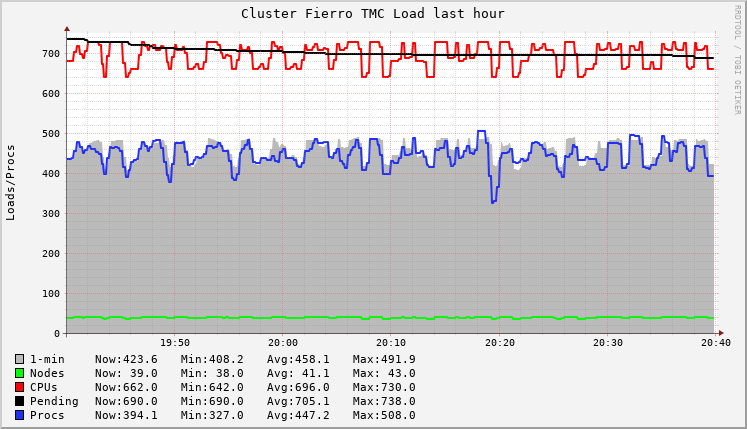 Cluster Fierro TMC Load last hour
RRDTOOL / TOBI OETIKER
Loads/Procs
700
600
500
400
300
200
100
0
19:50 20:00 20:10 20:20 20:30 20:40
1-min Now:423.6 Min:408.2 Avg:458.1 Max:491.9
Nodes Now: 39.0 Min: 38.0 Avg: 41.1 Max: 43.0
CPUs Now:662.0 Min:642.0 Avg:696.0 Max:730.0
Pending Now:690.0 Min:690.0 Avg:705.1 Max:738.0
Procs Now:394.1 Min:327.0 Avg:447.2 Max:508.0